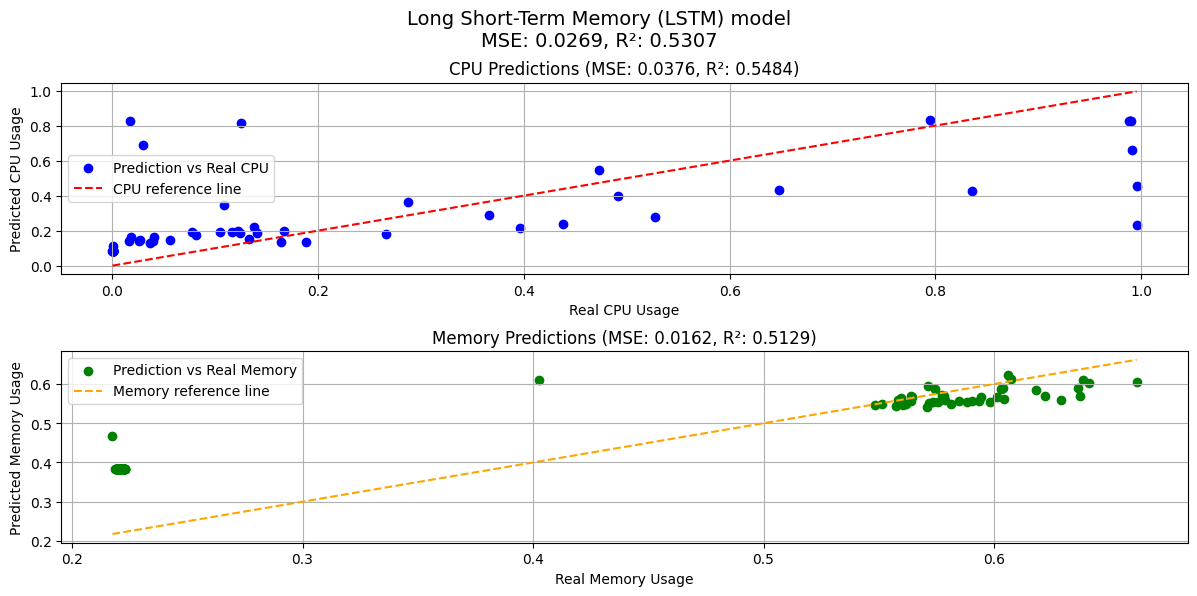 Long Short-Term Memory (LSTM) model
MSE: 0.0269, R²: 0.5307
CPU Predictions (MSE: 0.0376, R²: 0.5484)
Predicted CPU Usage
1.0
0.8
0.6
0.4
0.2
0.0
Prediction vs Real CPU
CPU reference line
0.0 0.2 0.4 0.6 0.8 1.0
Real CPU Usage
Memory Predictions (MSE: 0.0162, R²: 0.5129)
Predicted Memory Usage
0.6
0.5
0.4
0.3
0.2
Prediction vs Real Memory
Memory reference line
0.2 0.3 0.4 0.5 0.6
Real Memory Usage